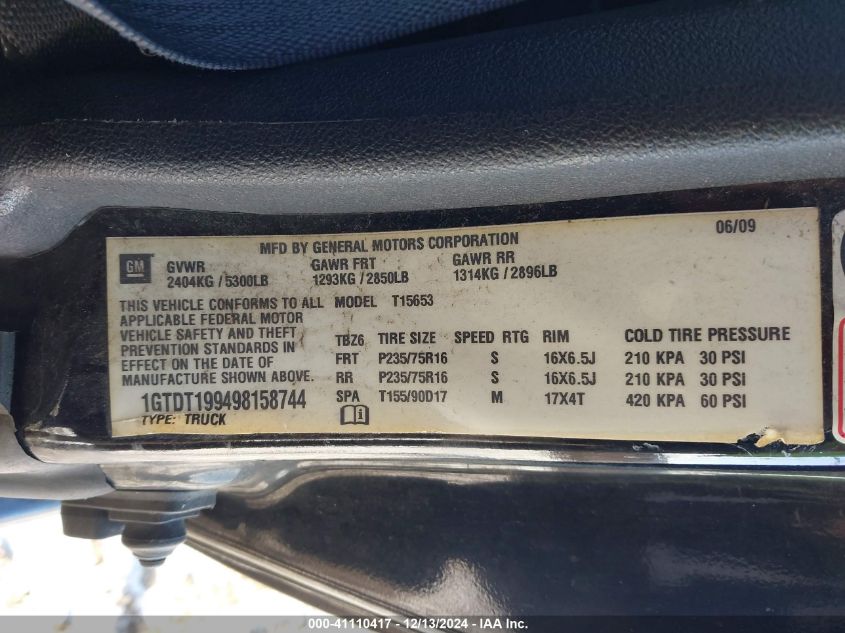 06/09
MFD BY GENERAL MOTORS CORPORATION
GM
GVWR GAWR FRT GAWR RR
2404KG / 5300LB 1293KG / 2850LB 1314KG / 2896LB
THIS VEHICLE CONFORMS TO ALL MODEL T15653
APPLICABLE FEDERAL MOTOR
VEHICLE SAFETY AND THEFT TBZ6 TIRE SIZE SPEED RTG RIM COLD TIRE PRESSURE
PREVENTION STANDARDS IN FRT P235/75R16 S 16X6.5J 210 KPA 30 PSI
EFFECT ON THE DATE OF
MANUFACTURE SHOWN ABOVE. RR P235/75R16 S 16X6.5J 210 KPA 30 PSI
1GTDT199498158744 SPA T155/90D17 M 17X4T 420 KPA 60 PSI
TYPE: TRUCK
000-41110417 - 12/13/2024 - IAA Inc.